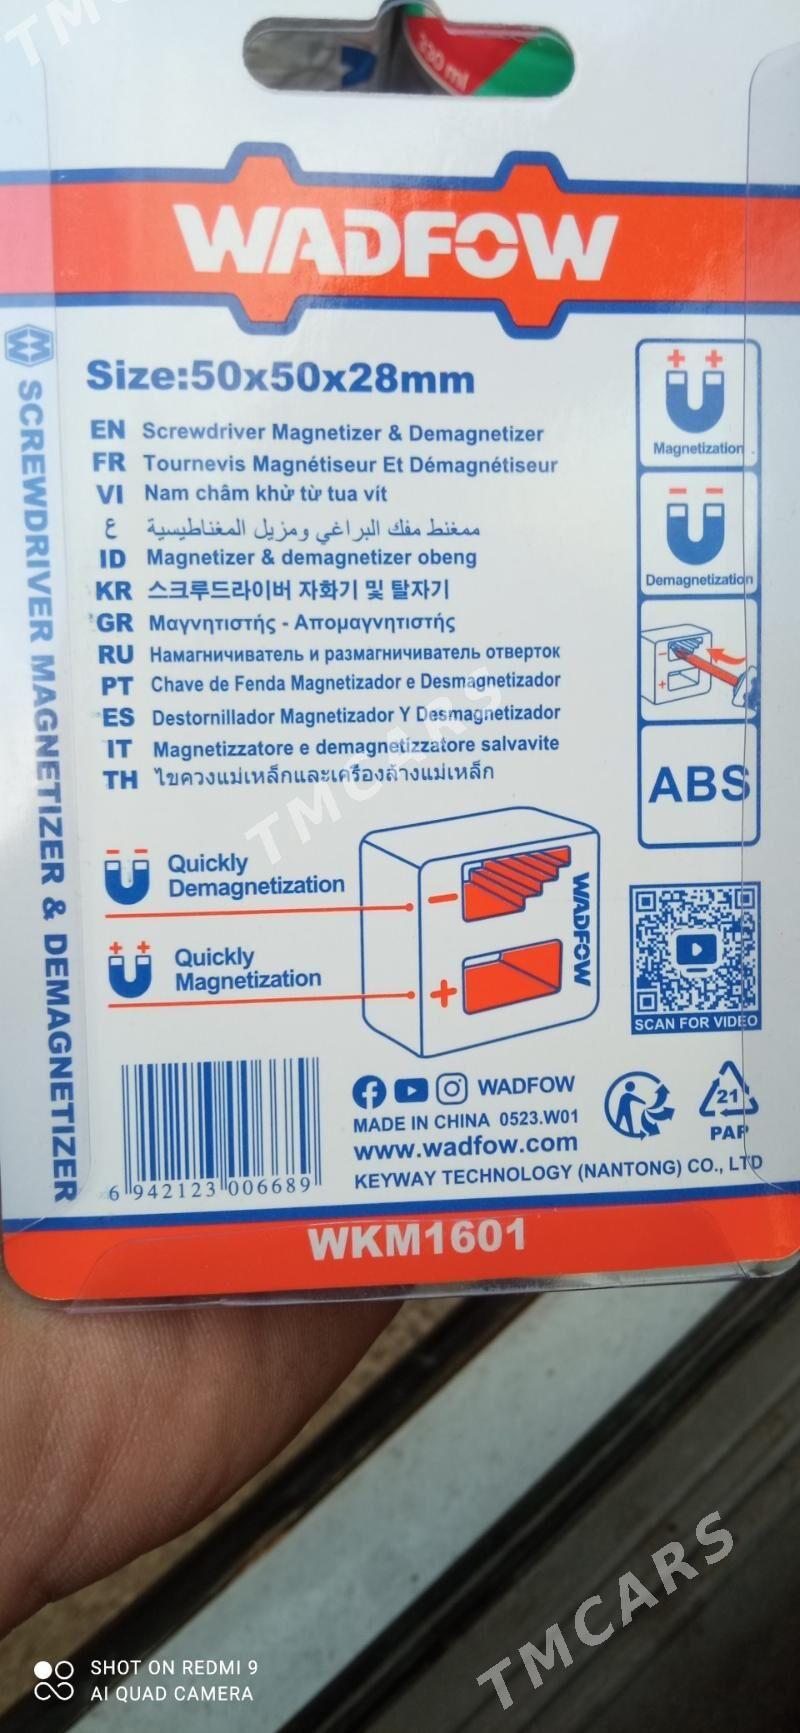 TMCARS
230 ml
WADFOW
Size:50x50x28mm
EN Screwdriver Magnetizer & Demagnetizer
FR Tournevis Magnétiseur Et Démagnétiseur
VI Nam châm khử từ tua vít
ع ممغنط مفك البراغي ومزيل المغناطيسية
ID Magnetizer & demagnetizer obeng
KR 스크루드라이버 자화기 및 탈자기
GR Μαγνητιστής - Απομαγνητιστής
RU Намагничиватель и размагничиватель отверток
PT Chave de Fenda Magnetizador e Desmagnetizador
ES Destornillador Magnetizador Y Desmagnetizador
IT Magnetizzatore e demagnetizzatore salvavite
TH ไขควงแม่เหล็กและเครื่องล้างแม่เหล็ก
SCREWDRIVER MAGNETIZER & DEMAGNETIZER
+ +
Magnetization
- -
Demagnetization
-
+
ABS
TMCARS
- -
Quickly
Demagnetization
+ +
Quickly
Magnetization
-
+
WADFOW
SCAN FOR VIDEO
6 942123 006689
WADFOW
MADE IN CHINA 0523.W01
www.wadfow.com
KEYWAY TECHNOLOGY (NANTONG) CO., LTD
21
PAP
WKM1601
TMCARS
SHOT ON REDMI 9
AI QUAD CAMERA